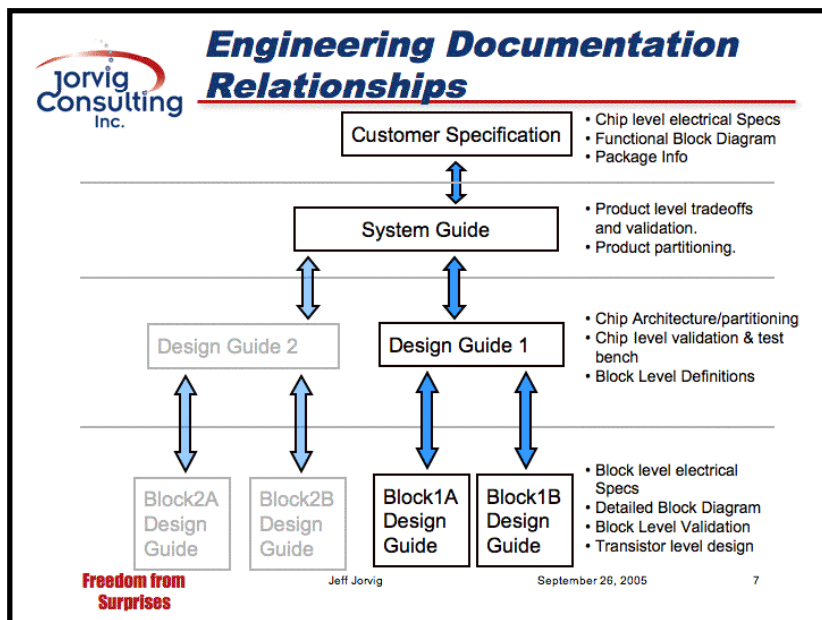 Jorvig
Consulting
Inc.
Engineering Documentation
Relationships
Customer Specification
• Chip level electrical Specs
• Functional Block Diagram
• Package Info
System Guide
• Product level tradeoffs
and validation.
• Product partitioning.
Design Guide 2
Design Guide 1
• Chip Architecture/partitioning
• Chip level validation & test
bench
• Block Level Definitions
Block2A
Design
Guide
Block2B
Design
Guide
Block1A
Design
Guide
Block1B
Design
Guide
• Block level electrical
Specs
• Detailed Block Diagram
• Block Level Validation
• Transistor level design
Freedom from
Surprises
Jeff Jorvig
September 26, 2005
7